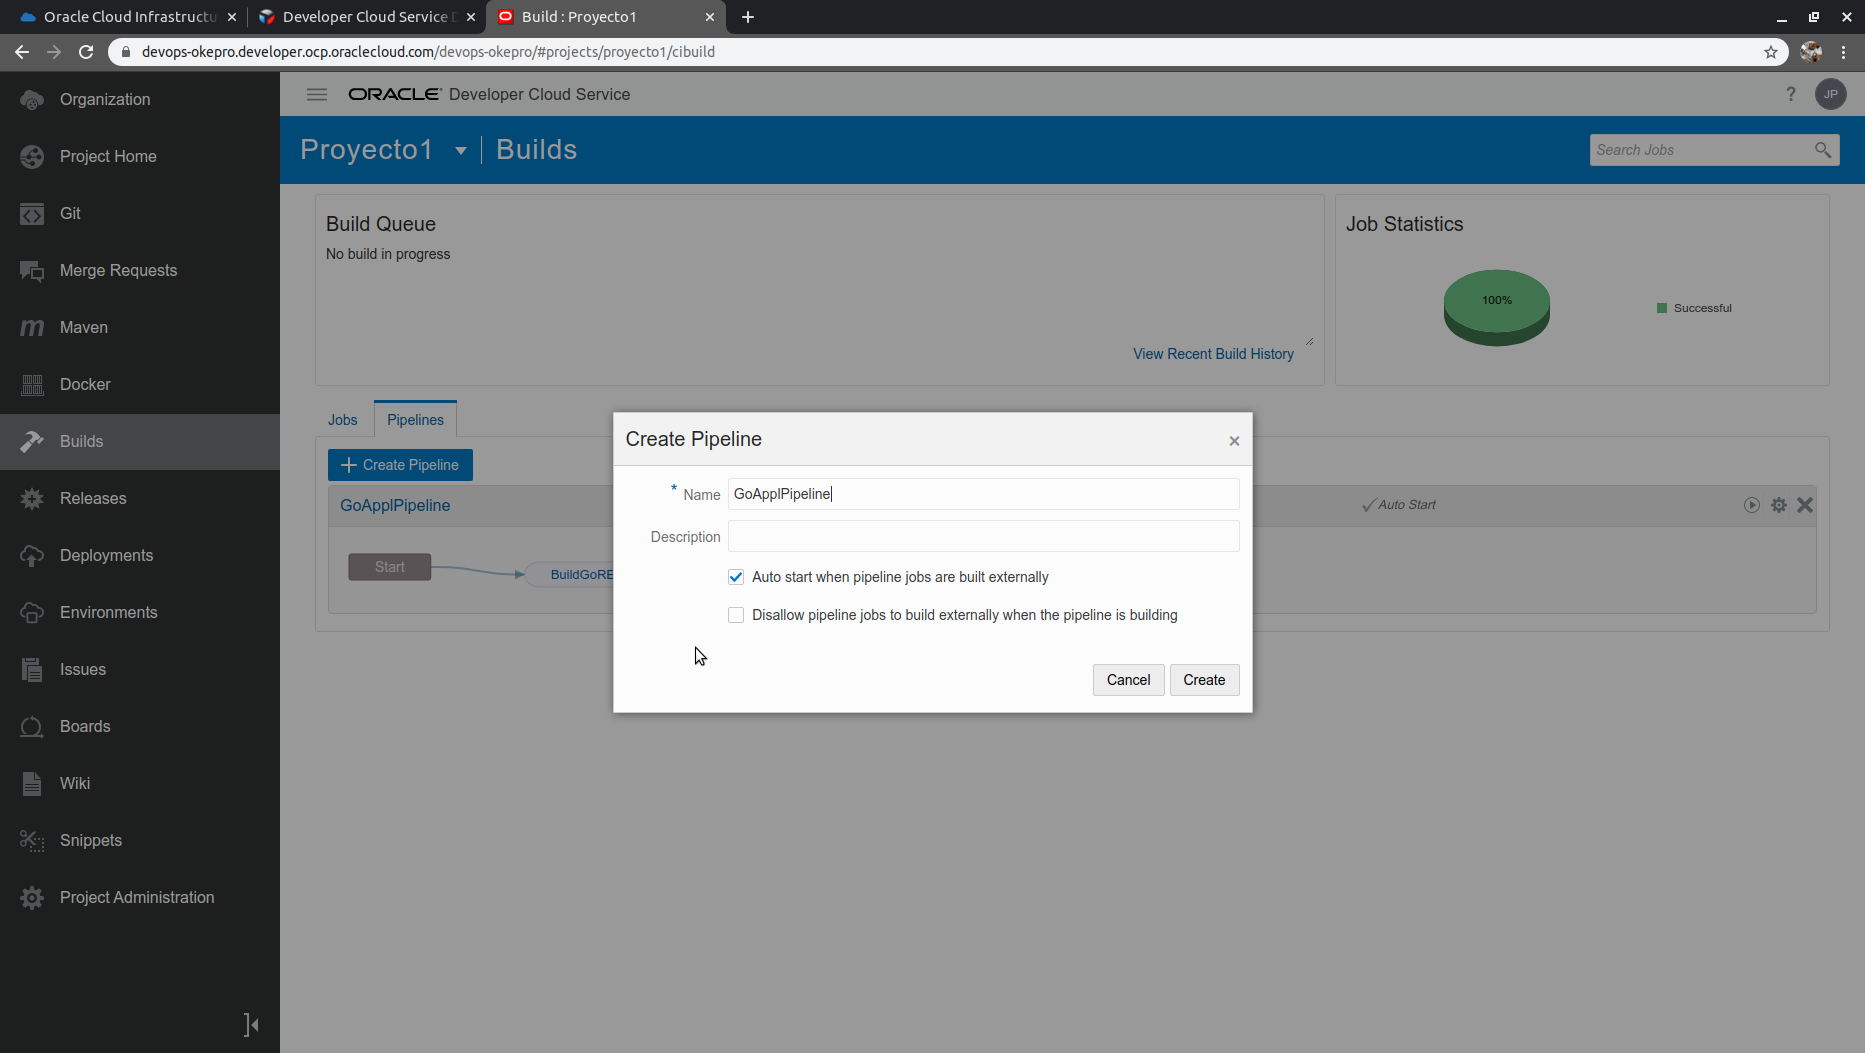 Oracle Cloud Infrastructu
Developer Cloud Service D
Build : Proyecto1
devops-okepro.developer.ocp.oraclecloud.com/devops-okepro/#projects/proyecto1/cibuild
Organization
Project Home
Git
Merge Requests
Maven
Docker
Builds
Releases
Deployments
Environments
Issues
Boards
Wiki
Snippets
Project Administration
ORACLE Developer Cloud Service
?
JP
Proyecto1 Builds
Search Jobs
Build Queue
No build in progress
View Recent Build History
Job Statistics
100%
Successful
Jobs
Pipelines
Create Pipeline
GoApplPipeline
Auto Start
Start
BuildGoRE
Create Pipeline
* Name GoApplPipeline
Description
Auto start when pipeline jobs are built externally
Disallow pipeline jobs to build externally when the pipeline is building
Cancel
Create